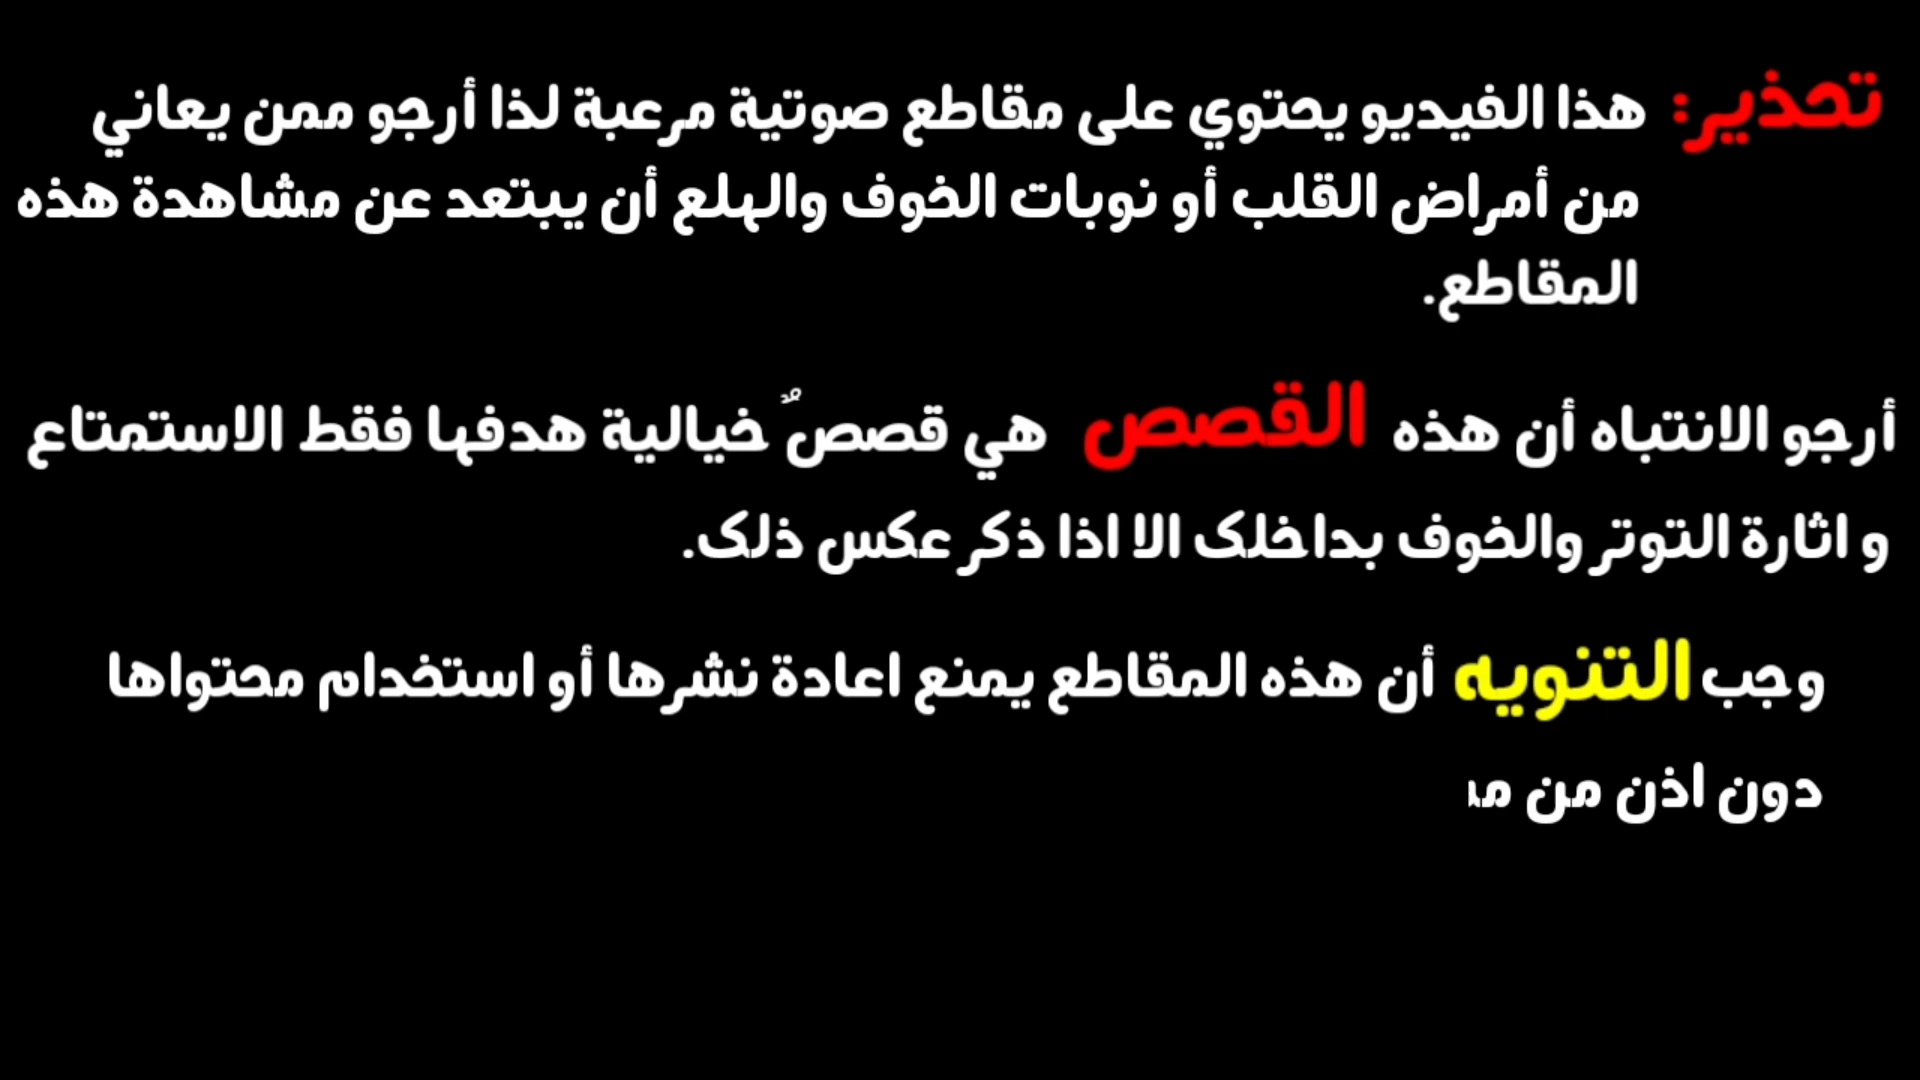 تحذير: هذا الفيديو يحتوي على مقاطع صوتية مرعبة لذا أرجو ممن يعاني
من أمراض القلب أو نوبات الخوف والهلع أن يبتعد عن مشاهدة هذه
المقاطع.
أرجو الانتباه أن هذه القصص هي قصصٌ خيالية هدفها فقط الاستمتاع
و اثارة التوتر والخوف بداخلك الا اذا ذكر عكس ذلك.
وجب التنويه أن هذه المقاطع يمنع اعادة نشرها أو استخدام محتواها
دون اذن من